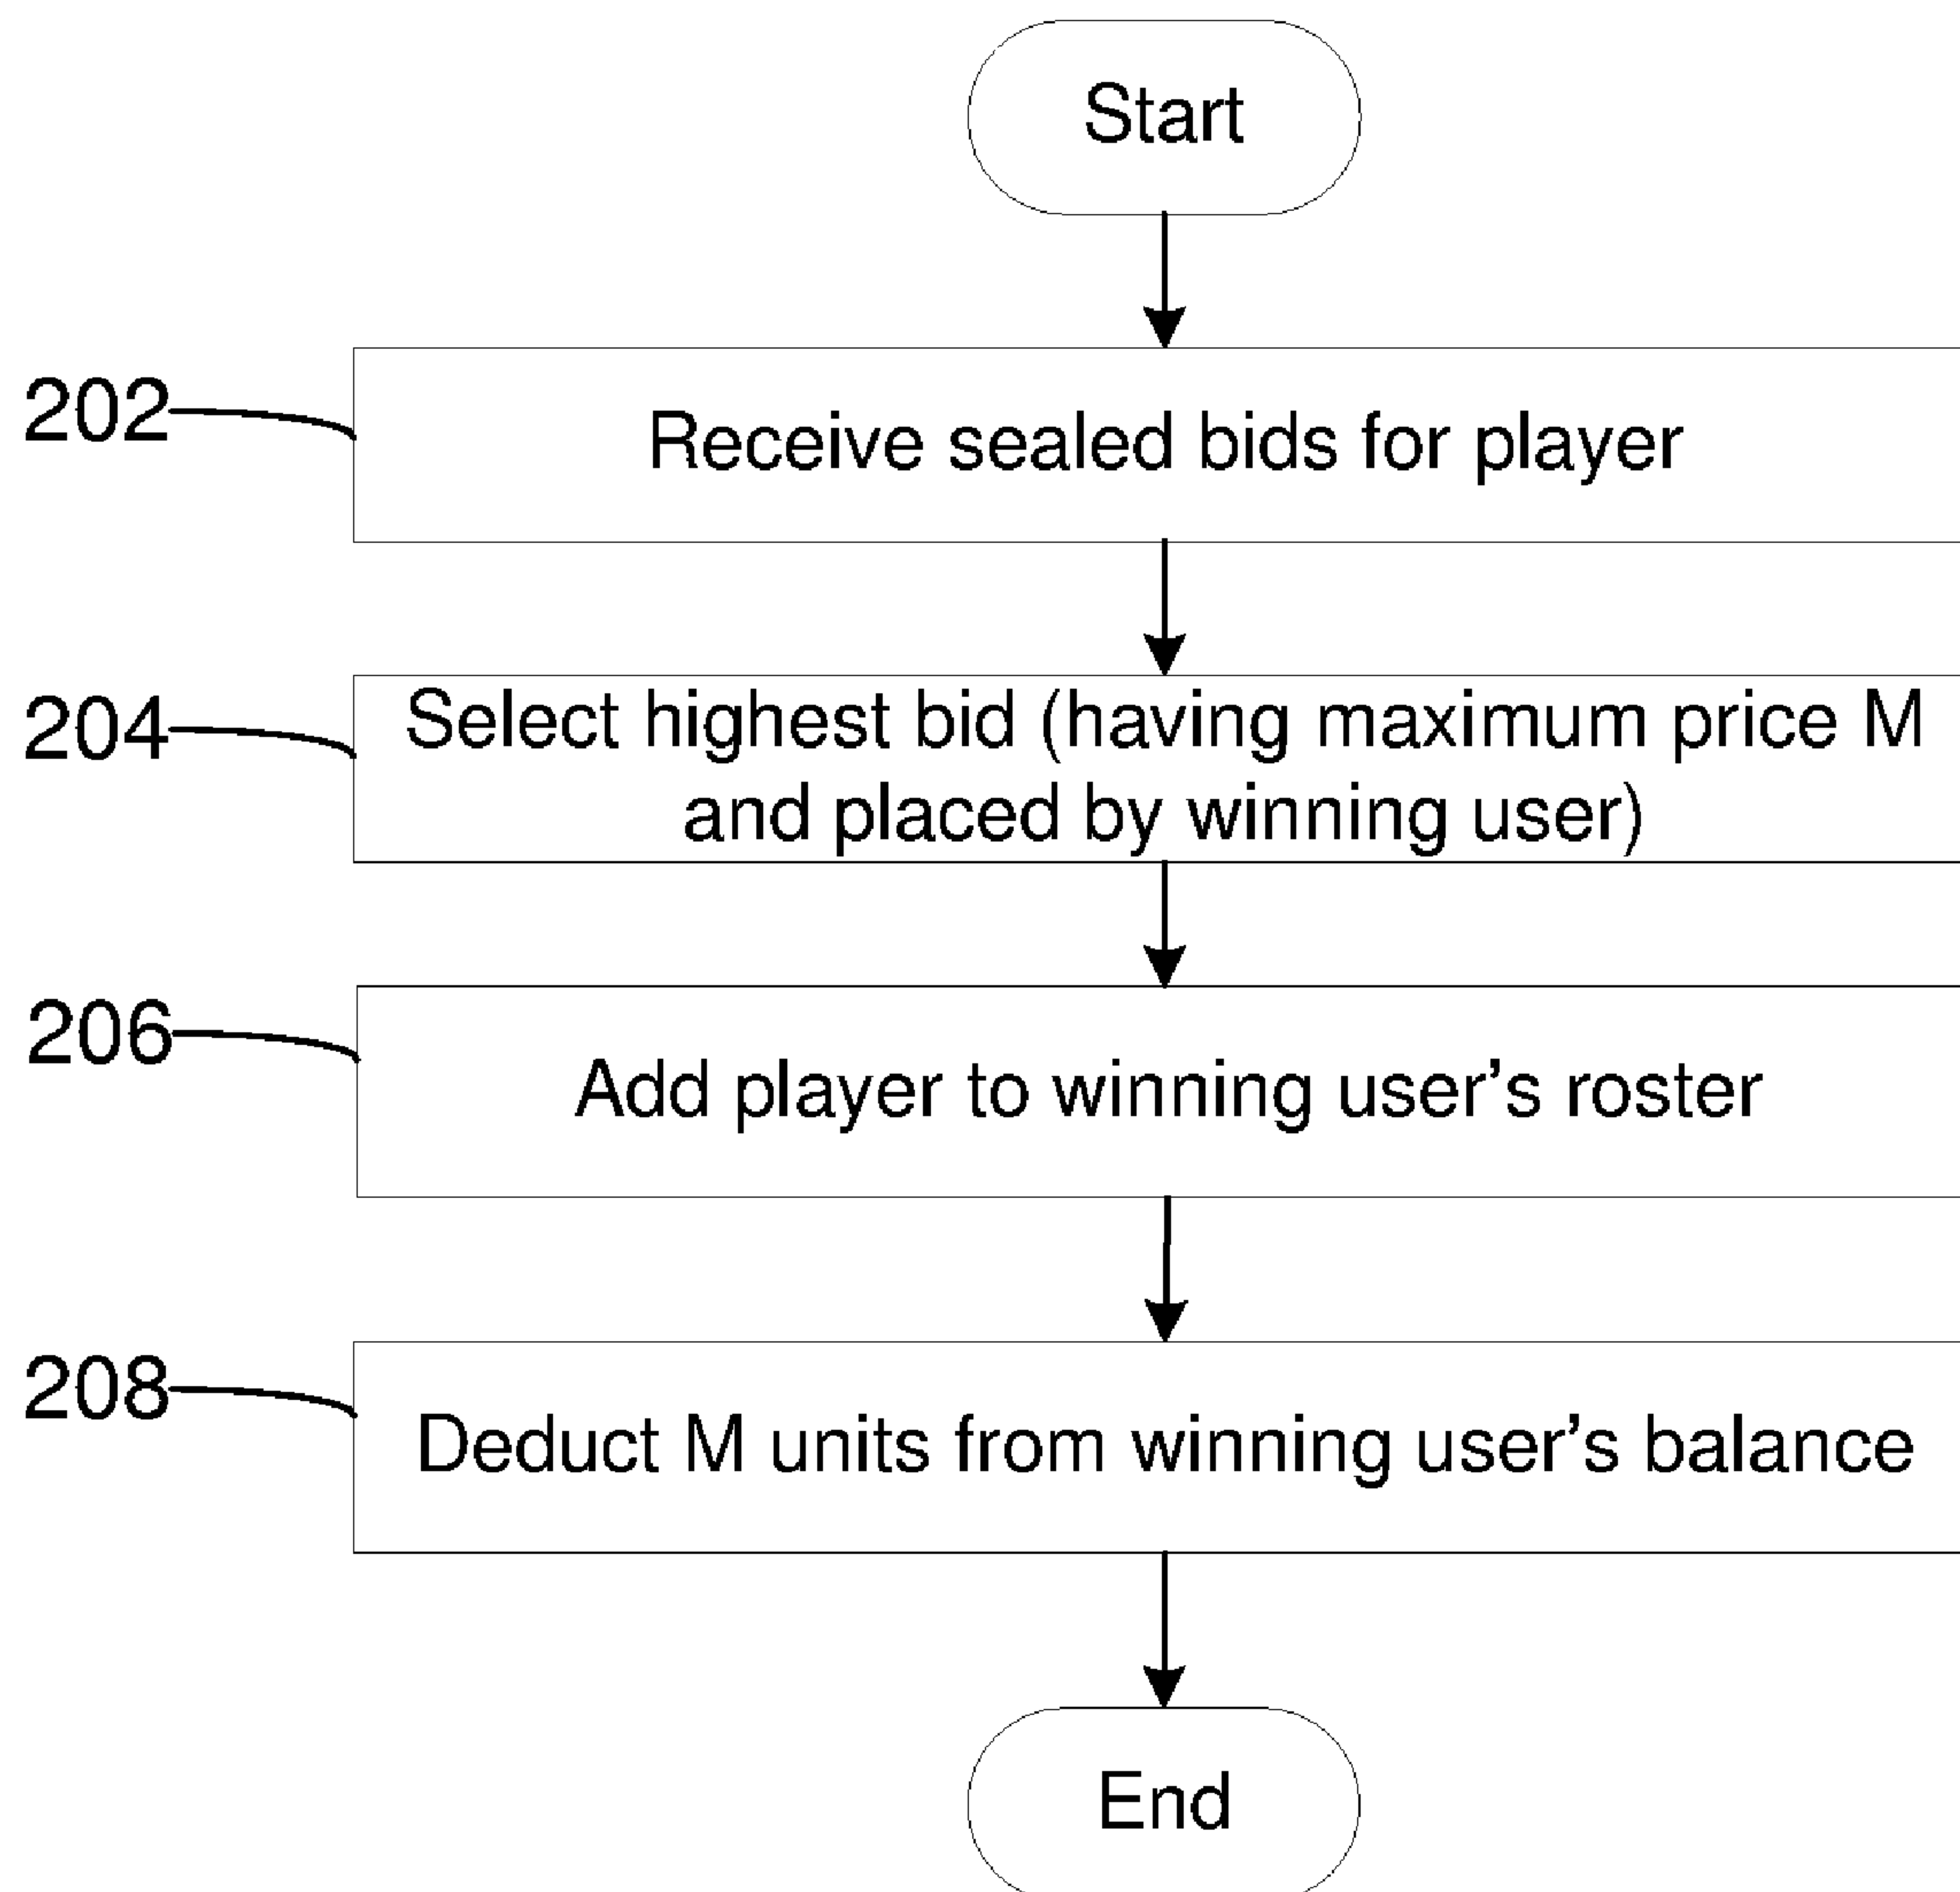 Start
202
Receive sealed bids for player
204
Select highest bid (having maximum price M
and placed by winning user)
206
Add player to winning user’s roster
208
Deduct M units from winning user’s balance
End